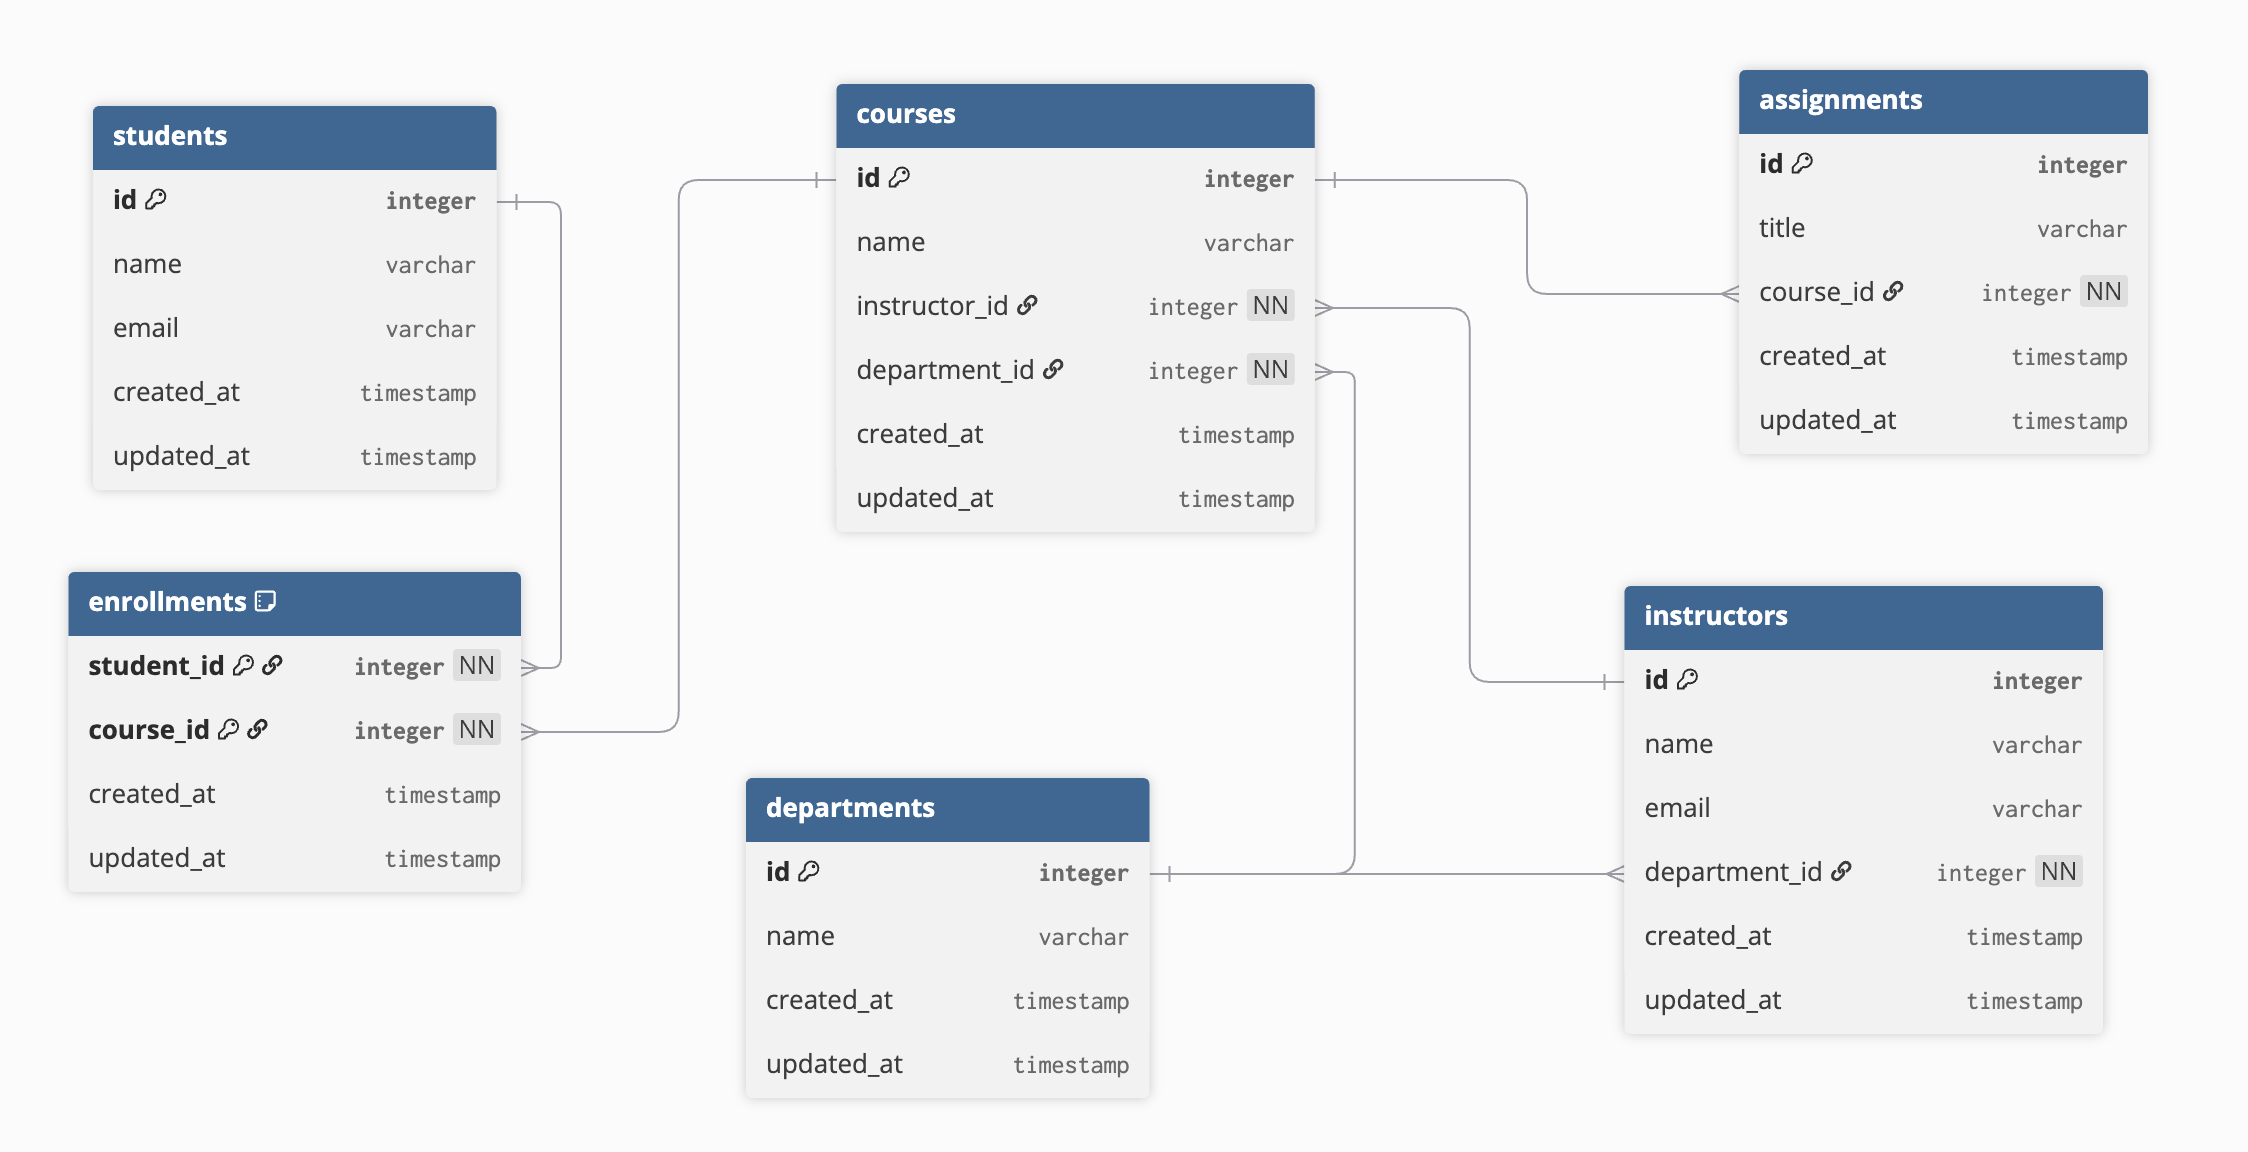 students
id integer
name varchar
email varchar
created_at timestamp
updated_at timestamp
courses
id integer
name varchar
instructor_id integer NN
department_id integer NN
created_at timestamp
updated_at timestamp
assignments
id integer
title varchar
course_id integer NN
created_at timestamp
updated_at timestamp
enrollments
student_id integer NN
course_id integer NN
created_at timestamp
updated_at timestamp
departments
id integer
name varchar
created_at timestamp
updated_at timestamp
instructors
id integer
name varchar
email varchar
department_id integer NN
created_at timestamp
updated_at timestamp